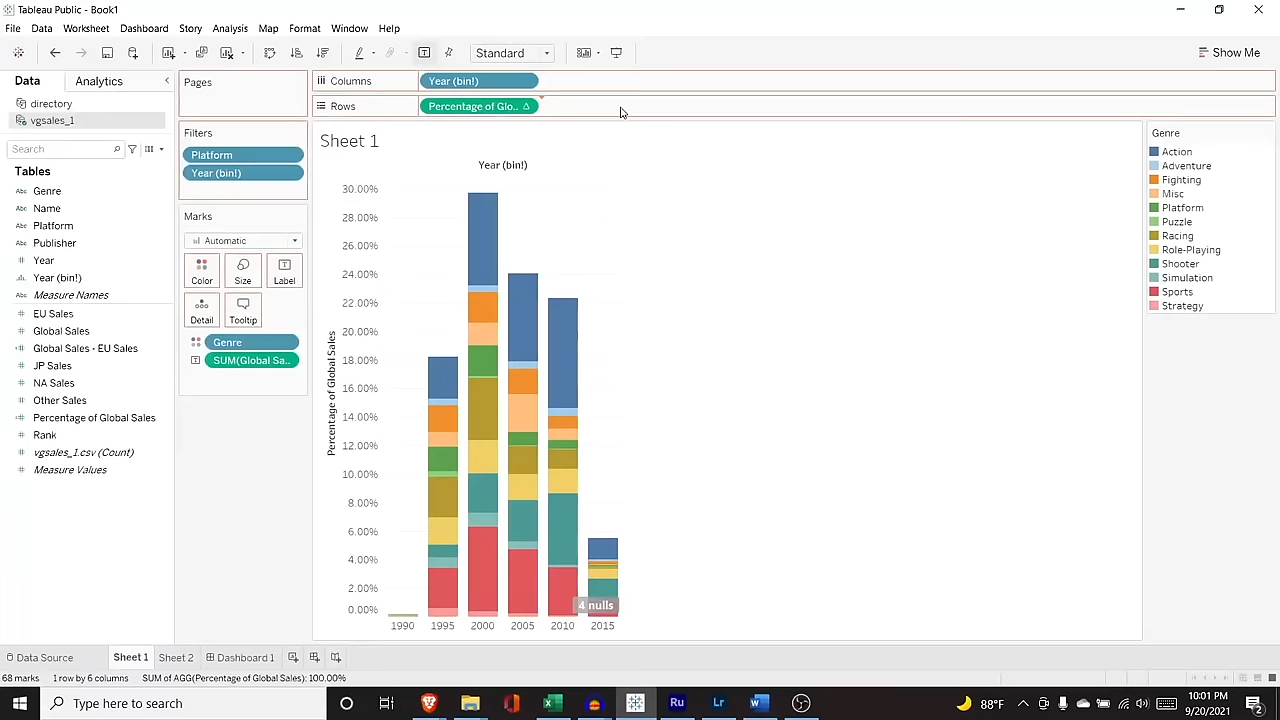 Tableau Public - Book1
File Data Worksheet Dashboard Story Analysis Map Format Window Help
Standard
Show Me
Data Analytics
directory
vgsales_1
Search
Tables
Abc Genre
Abc Name
Abc Platform
Abc Publisher
# Year
Year (bin!)
Abc Measure Names
# EU Sales
# Global Sales
# Global Sales - EU Sales
# JP Sales
# NA Sales
# Other Sales
# Percentage of Global Sales
# Rank
# vgsales_1.csv (Count)
# Measure Values
Pages
Filters
Platform
Year (bin!)
Marks
Automatic
Color Size Label
Detail Tooltip
Genre
SUM(Global Sa..
Columns Year (bin!)
Rows Percentage of Glo.. Δ
Sheet 1
Year (bin!)
30.00%
28.00%
26.00%
24.00%
22.00%
20.00%
18.00%
16.00%
14.00%
12.00%
10.00%
8.00%
6.00%
4.00%
2.00%
0.00%
Percentage of Global Sales
4 nulls
1990 1995 2000 2005 2010 2015
Genre
Action
Adventure
Fighting
Misc
Platform
Puzzle
Racing
Role-Playing
Shooter
Simulation
Sports
Strategy
Data Source Sheet 1 Sheet 2 Dashboard 1
68 marks 1 row by 6 columns SUM of AGG(Percentage of Global Sales): 100.00%
Type here to search
Ru
Lr
88°F
10:01 PM
9/20/2021
2